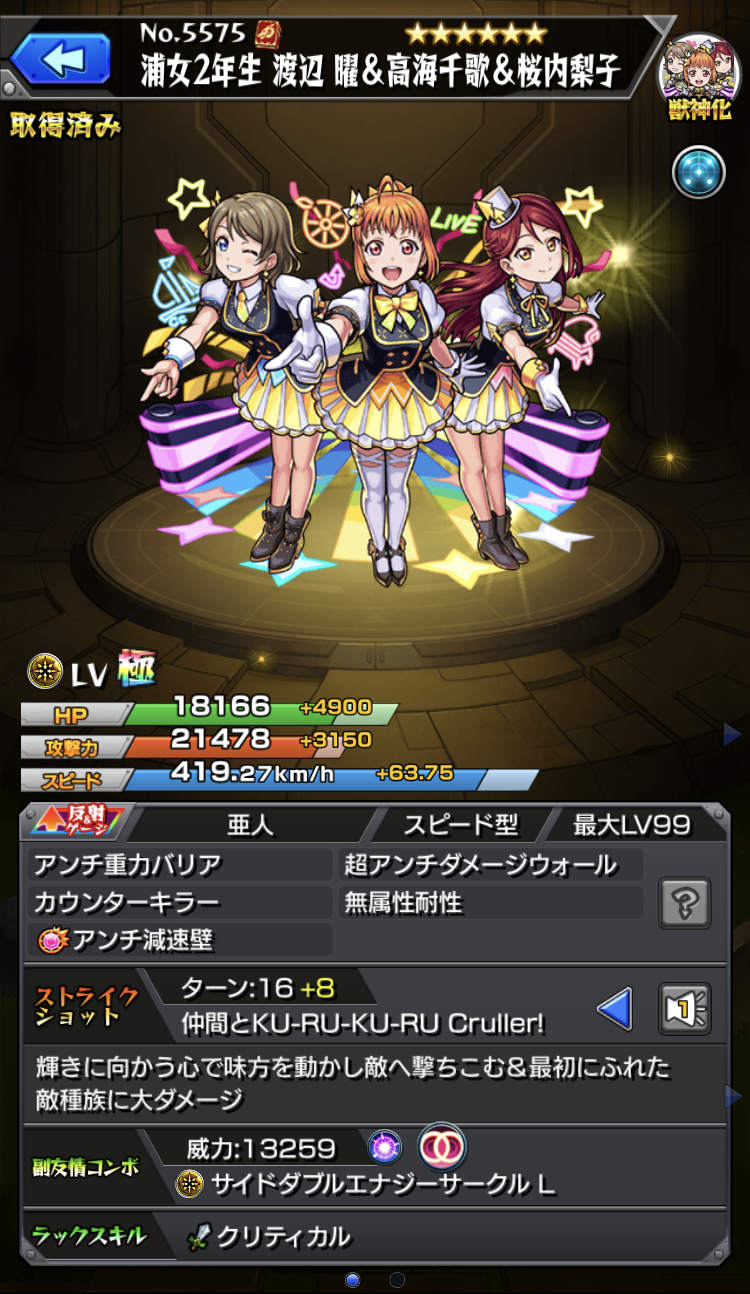 No.5575
浦女2年生 渡辺 曜&高海千歌&桜内梨子
獣神化
取得済み
LIVE
LV 極
HP 18166 +4900
攻撃力 21478 +3150
スピード 419.27km/h +63.75
反射&ゲージ 亜人 スピード型 最大LV99
アンチ重力バリア 超アンチダメージウォール
カウンターキラー 無属性耐性
アンチ減速壁
ストライクショット ターン:16+8
仲間とKU-RU-KU-RU Cruller!
1
輝きに向かう心で味方を動かし敵へ撃ちこむ&最初にふれた
敵種族に大ダメージ
副友情コンボ 威力:13259
サイドダブルエナジーサークル L
ラックスキル クリティカル